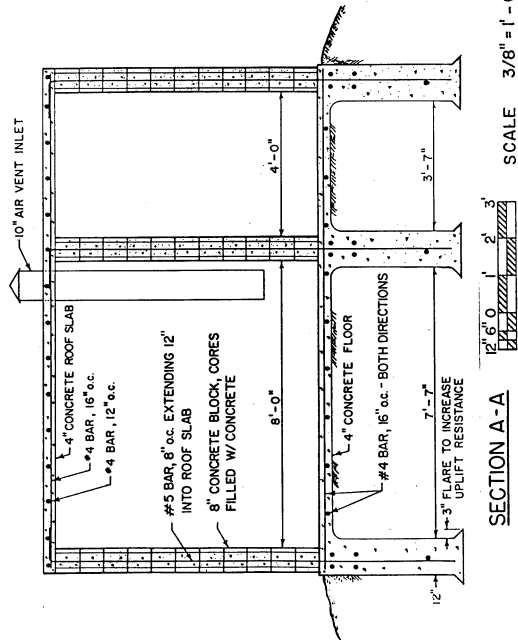 10" AIR VENT INLET
4" CONCRETE ROOF SLAB
#4 BAR, 16" o.c.
#4 BAR, 12" o.c.
#5 BAR, 8" o.c. EXTENDING 12"
INTO ROOF SLAB
8" CONCRETE BLOCK, CORES
FILLED W/ CONCRETE
8'-0"
4'-0"
4" CONCRETE FLOOR
#4 BAR, 16" o.c. - BOTH DIRECTIONS
7'-7"
3'-7"
3" FLARE TO INCREASE
UPLIFT RESISTANCE
12"
SECTION A-A
12" 6" 0 1' 2' 3'
SCALE 3/8" = 1'-